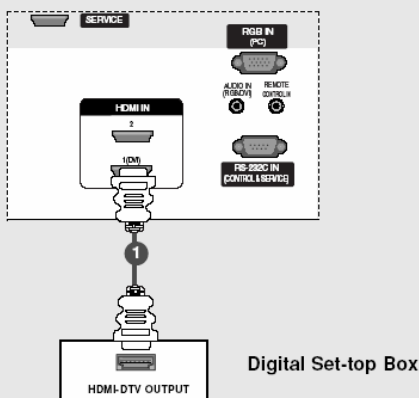 SERVICE
RGB IN
(PC)
AUDIO IN
(RGB/DVI)
REMOTE
CONTROL IN
HDMI IN
2
1(DVI)
RS-232C IN
(CONTROL & SERVICE)
1
Digital Set-top Box
HDMI-DTV OUTPUT